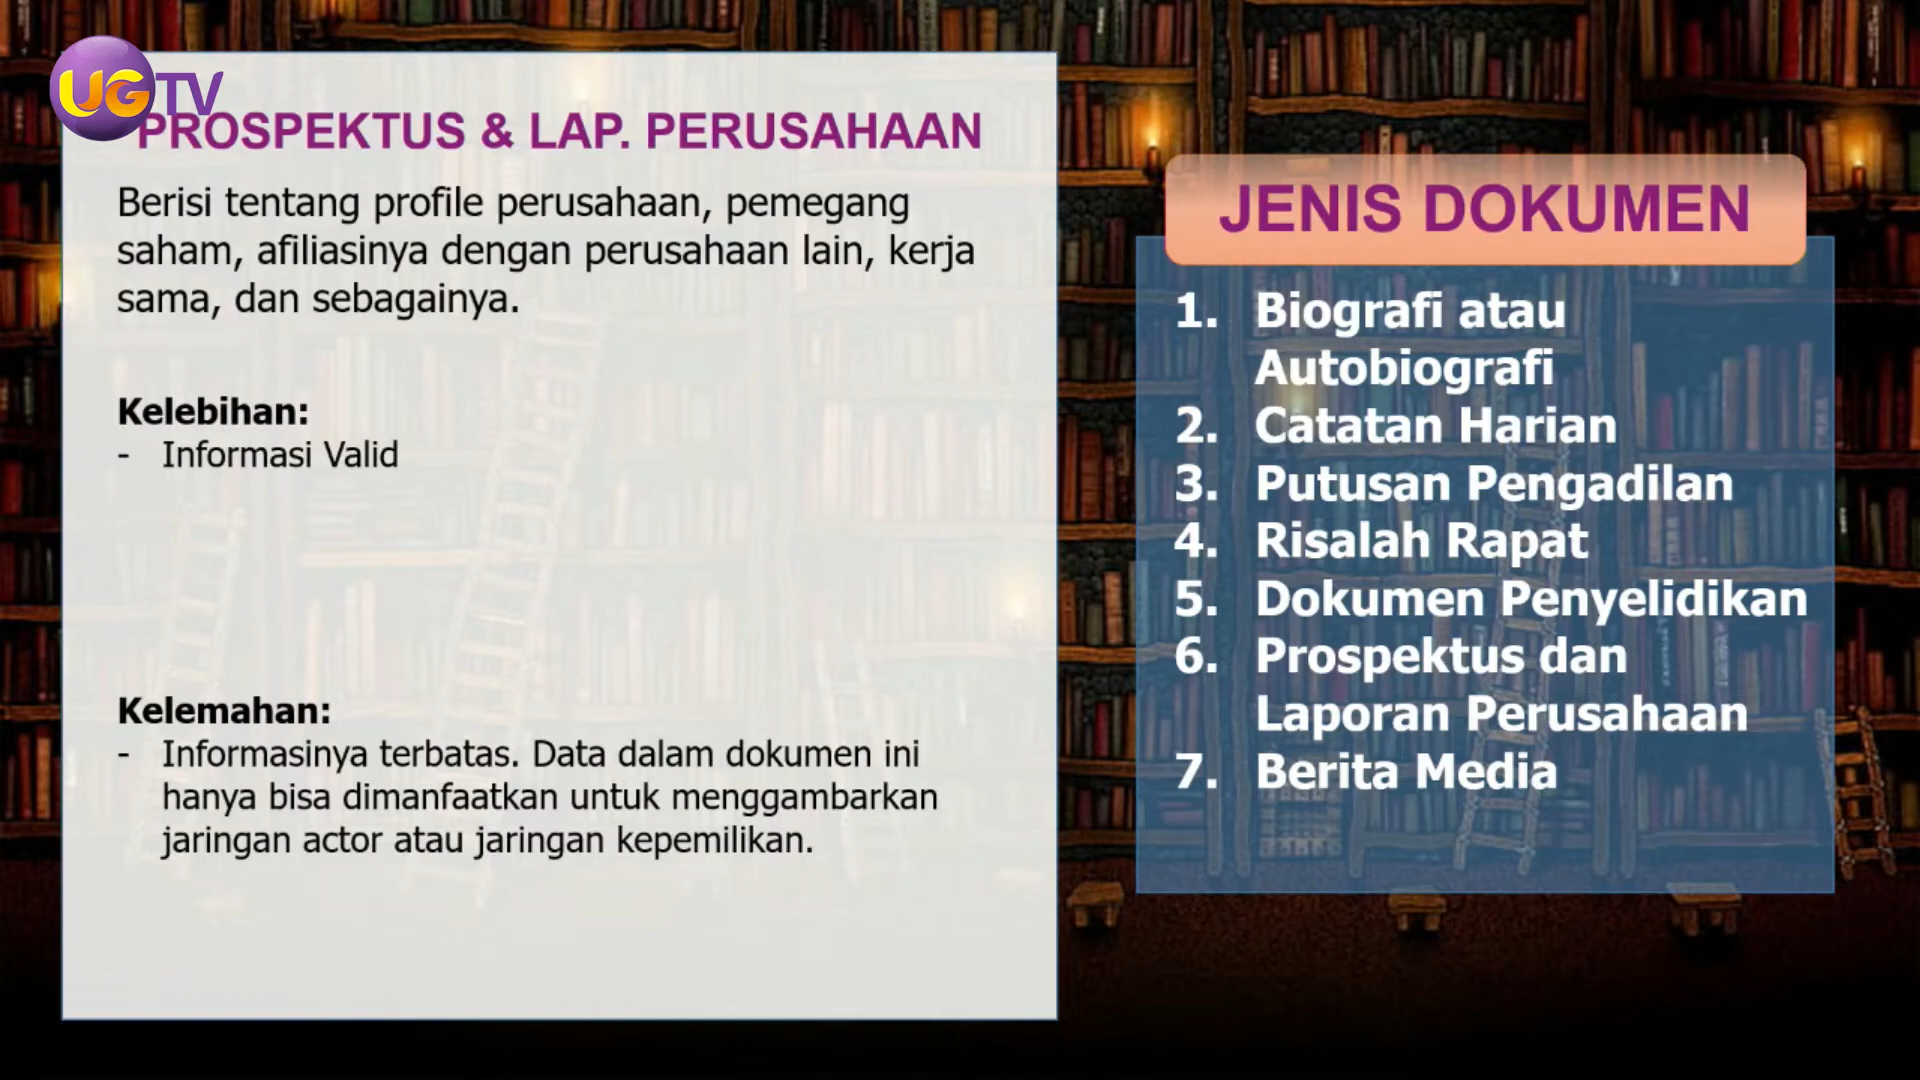 UGTV
PROSPEKTUS & LAP. PERUSAHAAN
Berisi tentang profile perusahaan, pemegang
saham, afiliasinya dengan perusahaan lain, kerja
sama, dan sebagainya.
Kelebihan:
- Informasi Valid
Kelemahan:
- Informasinya terbatas. Data dalam dokumen ini
hanya bisa dimanfaatkan untuk menggambarkan
jaringan actor atau jaringan kepemilikan.
JENIS DOKUMEN
1. Biografi atau
Autobiografi
2. Catatan Harian
3. Putusan Pengadilan
4. Risalah Rapat
5. Dokumen Penyelidikan
6. Prospektus dan
Laporan Perusahaan
7. Berita Media